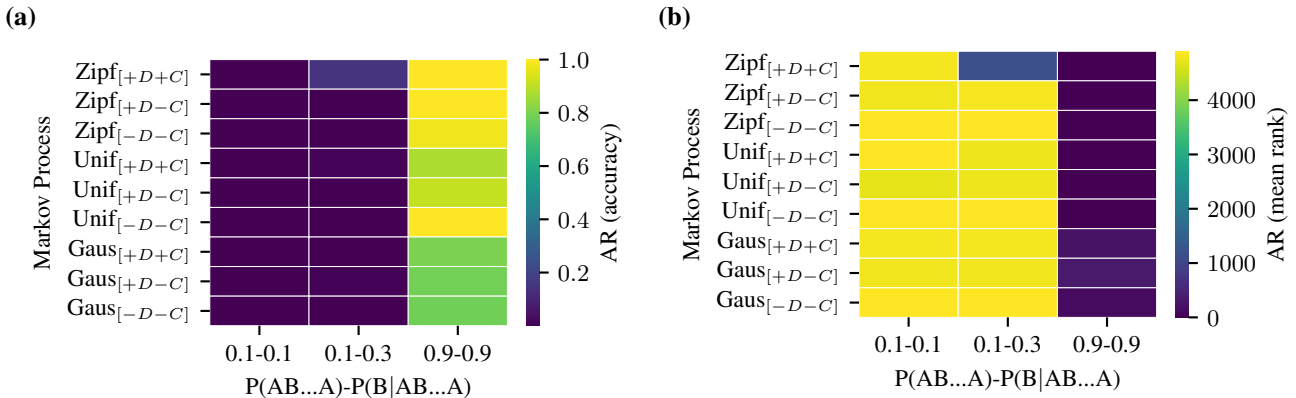 (a)
Markov Process
Zipf[+D+C]
Zipf[+D−C]
Zipf[−D−C]
Unif[+D+C]
Unif[+D−C]
Unif[−D−C]
Gaus[+D+C]
Gaus[+D−C]
Gaus[−D−C]
0.1-0.1 0.1-0.3 0.9-0.9
P(AB...A)-P(B|AB...A)
1.0
0.8
0.6
0.4
0.2
AR (accuracy)
(b)
Markov Process
Zipf[+D+C]
Zipf[+D−C]
Zipf[−D−C]
Unif[+D+C]
Unif[+D−C]
Unif[−D−C]
Gaus[+D+C]
Gaus[+D−C]
Gaus[−D−C]
0.1-0.1 0.1-0.3 0.9-0.9
P(AB...A)-P(B|AB...A)
4000
3000
2000
1000
0
AR (mean rank)